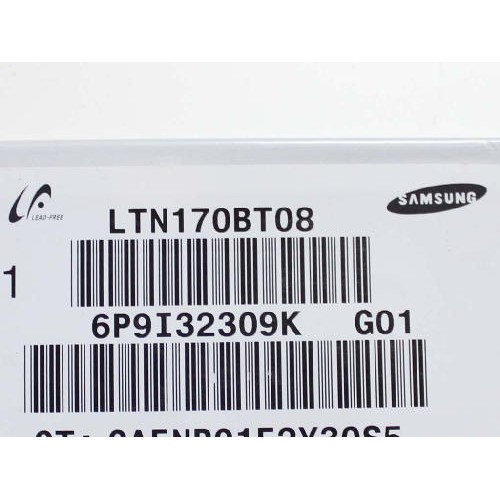 LEAD-FREE
LTN170BT08
SAMSUNG
1
6P9I32309K G01